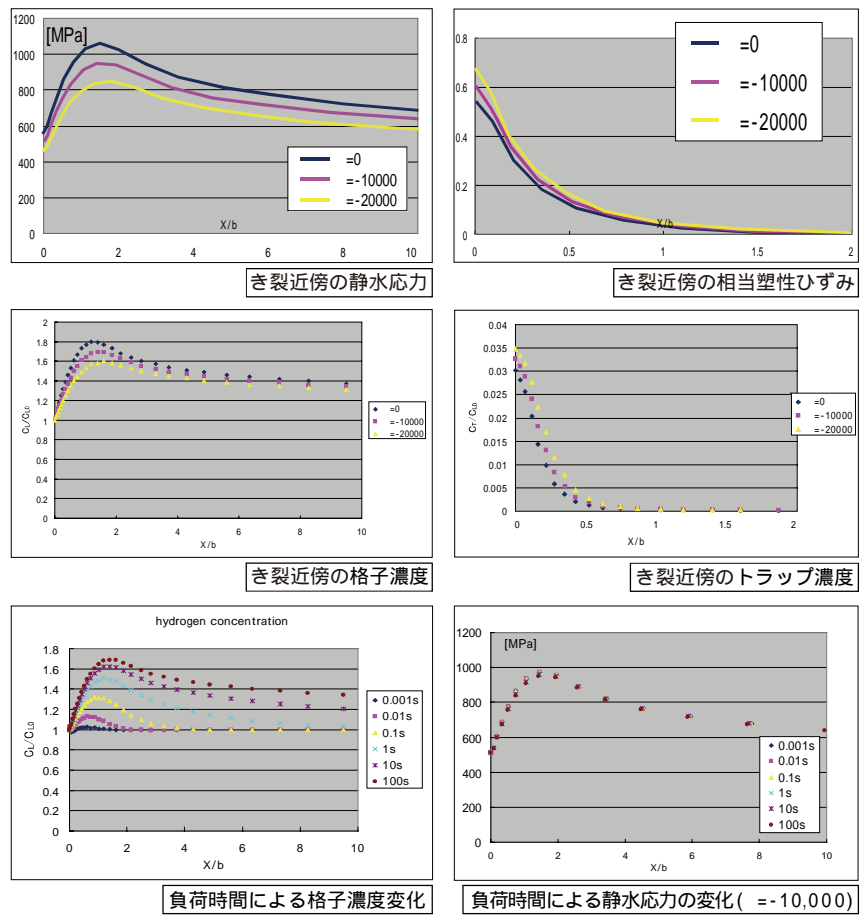 [MPa]
1200
1000
800
600
400
200
0
0 2 4 6 8 10
X/b
=0
=-10000
=-20000
き裂近傍の静水応力
0.8
0.6
0.4
0.2
0
0 0.5 1 1.5 2
X/b
=0
=-10000
=-20000
き裂近傍の相当塑性ひずみ
2
1.8
1.6
1.4
1.2
1
0.8
0.6
0.4
0.2
0
0 2 4 6 8 10
CL/CL0
X/b
=0
=-10000
=-20000
き裂近傍の格子濃度
0.04
0.035
0.03
0.025
0.02
0.015
0.01
0.005
0
0 0.5 1 1.5 2
CT/CL0
X/b
=0
=-10000
=-20000
き裂近傍のトラップ濃度
hydrogen concentration
1.8
1.6
1.4
1.2
1
0.8
0.6
0.4
0.2
0
0 2 4 6 8 10
CL/CL0
X/b
0.001s
0.01s
0.1s
1s
10s
100s
負荷時間による格子濃度変化
[MPa]
1200
1000
800
600
400
200
0
0 2 4 6 8 10
X/b
0.001s
0.01s
0.1s
1s
10s
100s
負荷時間による静水応力の変化( =-10,000)